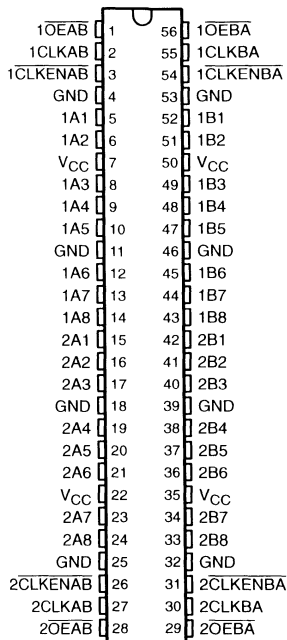 1OEAB 1 56 1OEBA
1CLKAB 2 55 1CLKBA
1CLKENAB 3 54 1CLKENBA
GND 4 53 GND
1A1 5 52 1B1
1A2 6 51 1B2
VCC 7 50 VCC
1A3 8 49 1B3
1A4 9 48 1B4
1A5 10 47 1B5
GND 11 46 GND
1A6 12 45 1B6
1A7 13 44 1B7
1A8 14 43 1B8
2A1 15 42 2B1
2A2 16 41 2B2
2A3 17 40 2B3
GND 18 39 GND
2A4 19 38 2B4
2A5 20 37 2B5
2A6 21 36 2B6
VCC 22 35 VCC
2A7 23 34 2B7
2A8 24 33 2B8
GND 25 32 GND
2CLKENAB 26 31 2CLKENBA
2CLKAB 27 30 2CLKBA
2OEAB 28 29 2OEBA